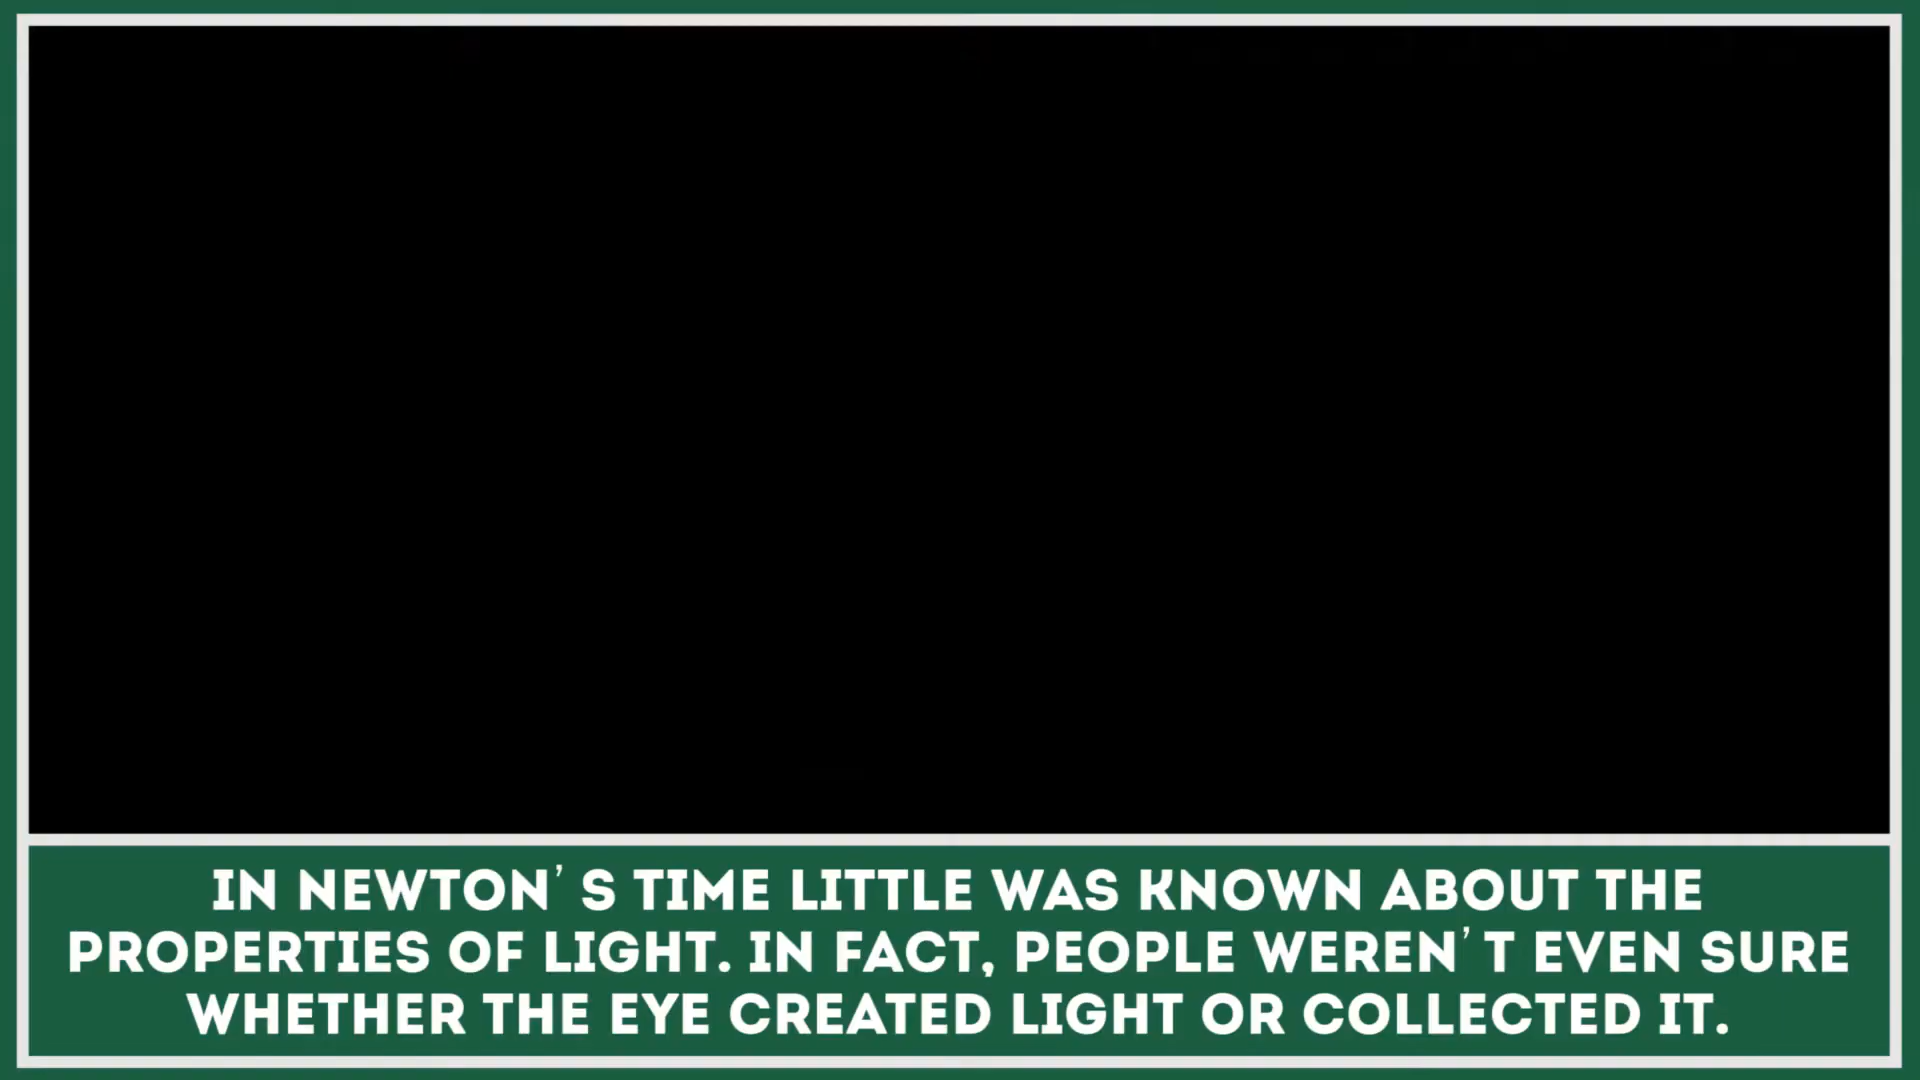 IN NEWTON'S TIME LITTLE WAS KNOWN ABOUT THE
PROPERTIES OF LIGHT. IN FACT, PEOPLE WEREN'T EVEN SURE
WHETHER THE EYE CREATED LIGHT OR COLLECTED IT.